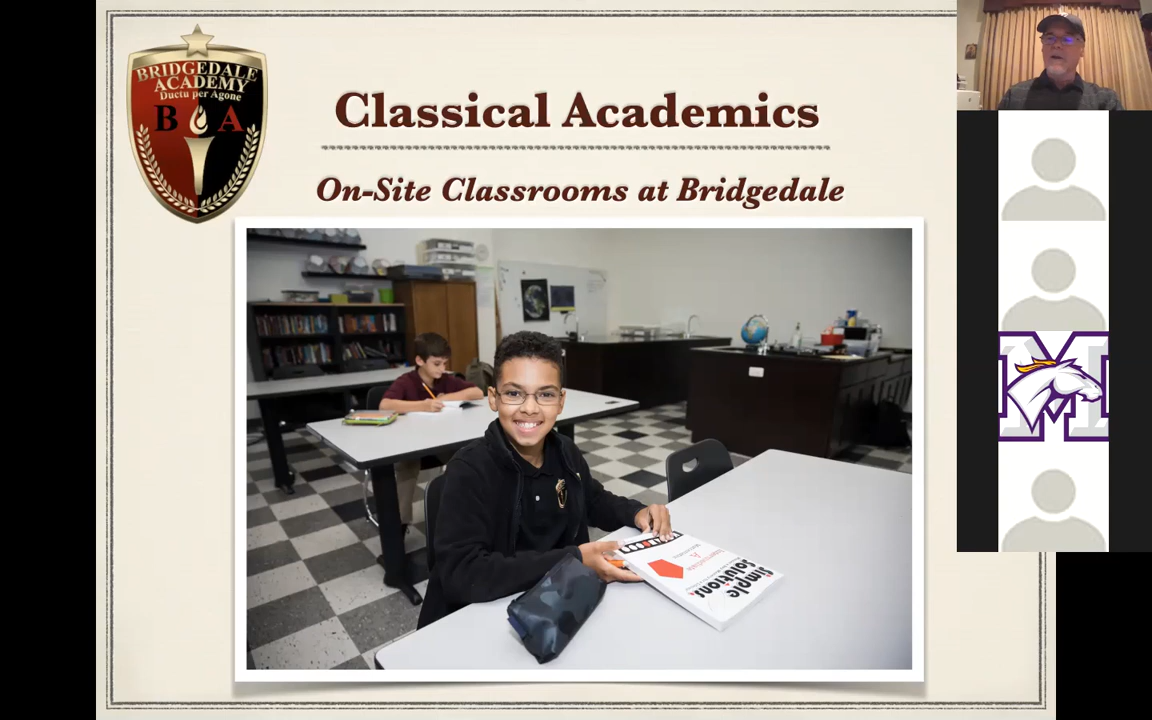 BRIDGEDALE
ACADEMY
Ductu per Agone
B A
Classical Academics
On-Site Classrooms at Bridgedale
M
Simple
Solutions